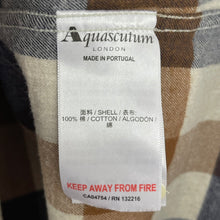 Aquascutum
LONDON
MADE IN PORTUGAL
面料 / SHELL / 表布:
100% 棉 / COTTON / ALGODÓN /
綿
KEEP AWAY FROM FIRE
CA04754 / RN 132216